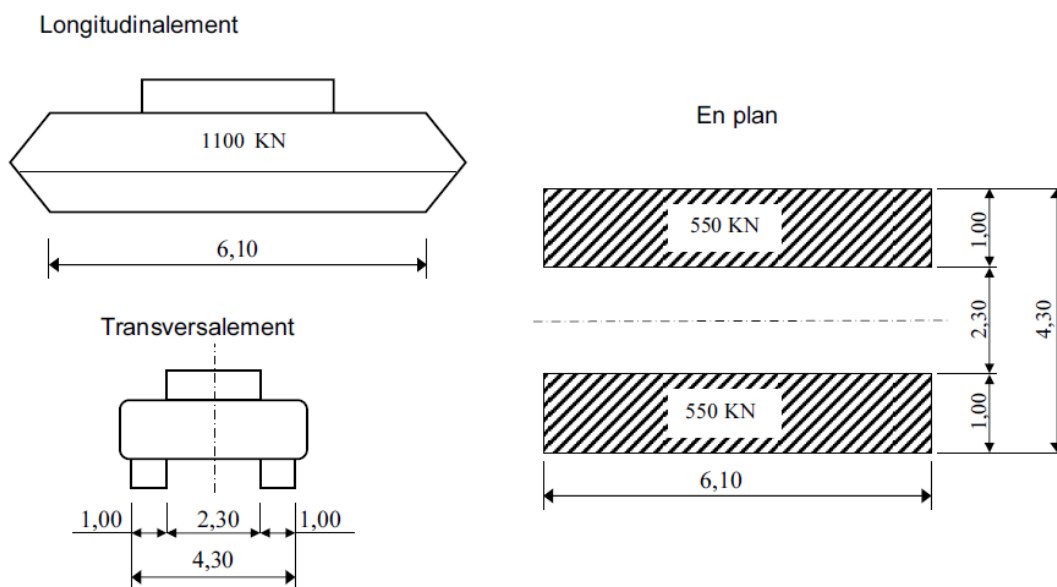 Longitudinalement
1100 KN
6,10
Transversalement
1,00
2,30
1,00
4,30
En plan
550 KN
550 KN
1,00
2,30
1,00
4,30
6,10